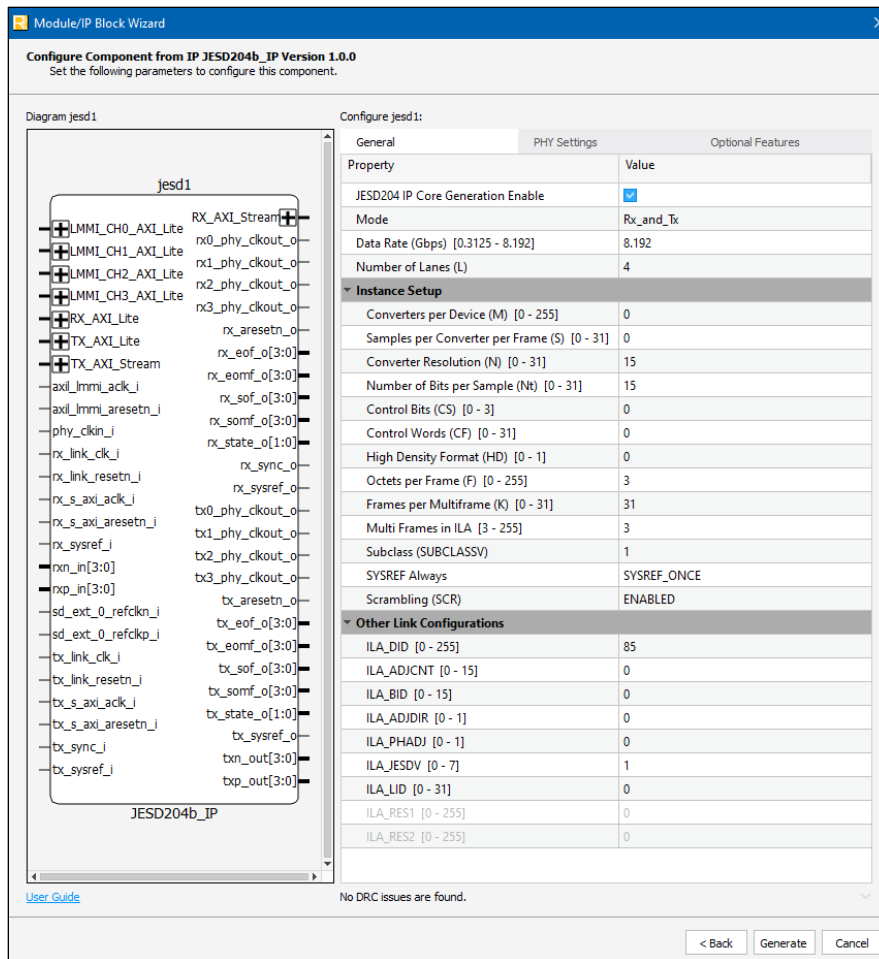 Module/IP Block Wizard
Configure Component from IP JESD204b_IP Version 1.0.0
Set the following parameters to configure this component.
Diagram jesd1
jesd1
LMMI_CH0_AXI_Lite
LMMI_CH1_AXI_Lite
LMMI_CH2_AXI_Lite
LMMI_CH3_AXI_Lite
RX_AXI_Lite
TX_AXI_Lite
TX_AXI_Stream
axil_lmmi_aclk_i
axil_lmmi_aresetn_i
phy_clkin_i
rx_link_clk_i
rx_link_resetn_i
rx_s_axi_aclk_i
rx_s_axi_aresetn_i
rx_sysref_i
rxn_in[3:0]
rxp_in[3:0]
sd_ext_0_refclkn_i
sd_ext_0_refclkp_i
tx_link_clk_i
tx_link_resetn_i
tx_s_axi_aclk_i
tx_s_axi_aresetn_i
tx_sync_i
tx_sysref_i
RX_AXI_Stream
rx0_phy_clkout_o
rx1_phy_clkout_o
rx2_phy_clkout_o
rx3_phy_clkout_o
rx_aresetn_o
rx_eof_o[3:0]
rx_eomf_o[3:0]
rx_sof_o[3:0]
rx_somf_o[3:0]
rx_state_o[1:0]
rx_sync_o
rx_sysref_o
tx0_phy_clkout_o
tx1_phy_clkout_o
tx2_phy_clkout_o
tx3_phy_clkout_o
tx_aresetn_o
tx_eof_o[3:0]
tx_eomf_o[3:0]
tx_sof_o[3:0]
tx_somf_o[3:0]
tx_state_o[1:0]
tx_sysref_o
txn_out[3:0]
txp_out[3:0]
JESD204b_IP
User Guide
Configure jesd1:
General PHY Settings Optional Features
Property Value
JESD204 IP Core Generation Enable
Mode Rx_and_Tx
Data Rate (Gbps) [0.3125 - 8.192] 8.192
Number of Lanes (L) 4
Instance Setup
Converters per Device (M) [0 - 255] 0
Samples per Converter per Frame (S) [0 - 31] 0
Converter Resolution (N) [0 - 31] 15
Number of Bits per Sample (Nt) [0 - 31] 15
Control Bits (CS) [0 - 3] 0
Control Words (CF) [0 - 31] 0
High Density Format (HD) [0 - 1] 0
Octets per Frame (F) [0 - 255] 3
Frames per Multiframe (K) [0 - 31] 31
Multi Frames in ILA [3 - 255] 3
Subclass (SUBCLASSV) 1
SYSREF Always SYSREF_ONCE
Scrambling (SCR) ENABLED
Other Link Configurations
ILA_DID [0 - 255] 85
ILA_ADJCNT [0 - 15] 0
ILA_BID [0 - 15] 0
ILA_ADJDIR [0 - 1] 0
ILA_PHADJ [0 - 1] 0
ILA_JESDV [0 - 7] 1
ILA_LID [0 - 31] 0
ILA_RES1 [0 - 255] 0
ILA_RES2 [0 - 255] 0
No DRC issues are found.
< Back Generate Cancel